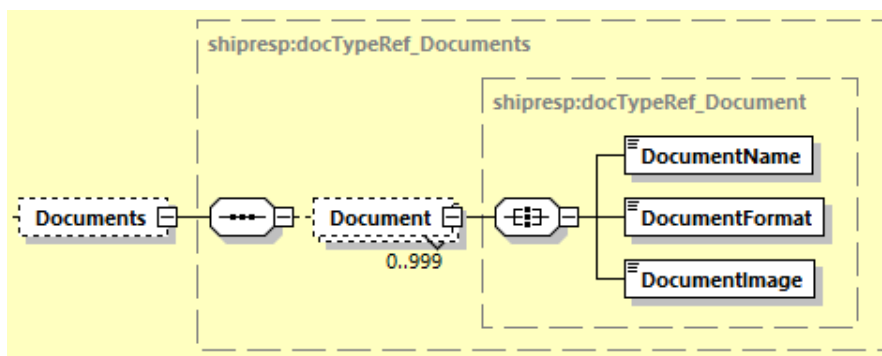 shipresp:docTypeRef_Documents
shipresp:docTypeRef_Document
DocumentName
Documents
Document
DocumentFormat
0..999
DocumentImage